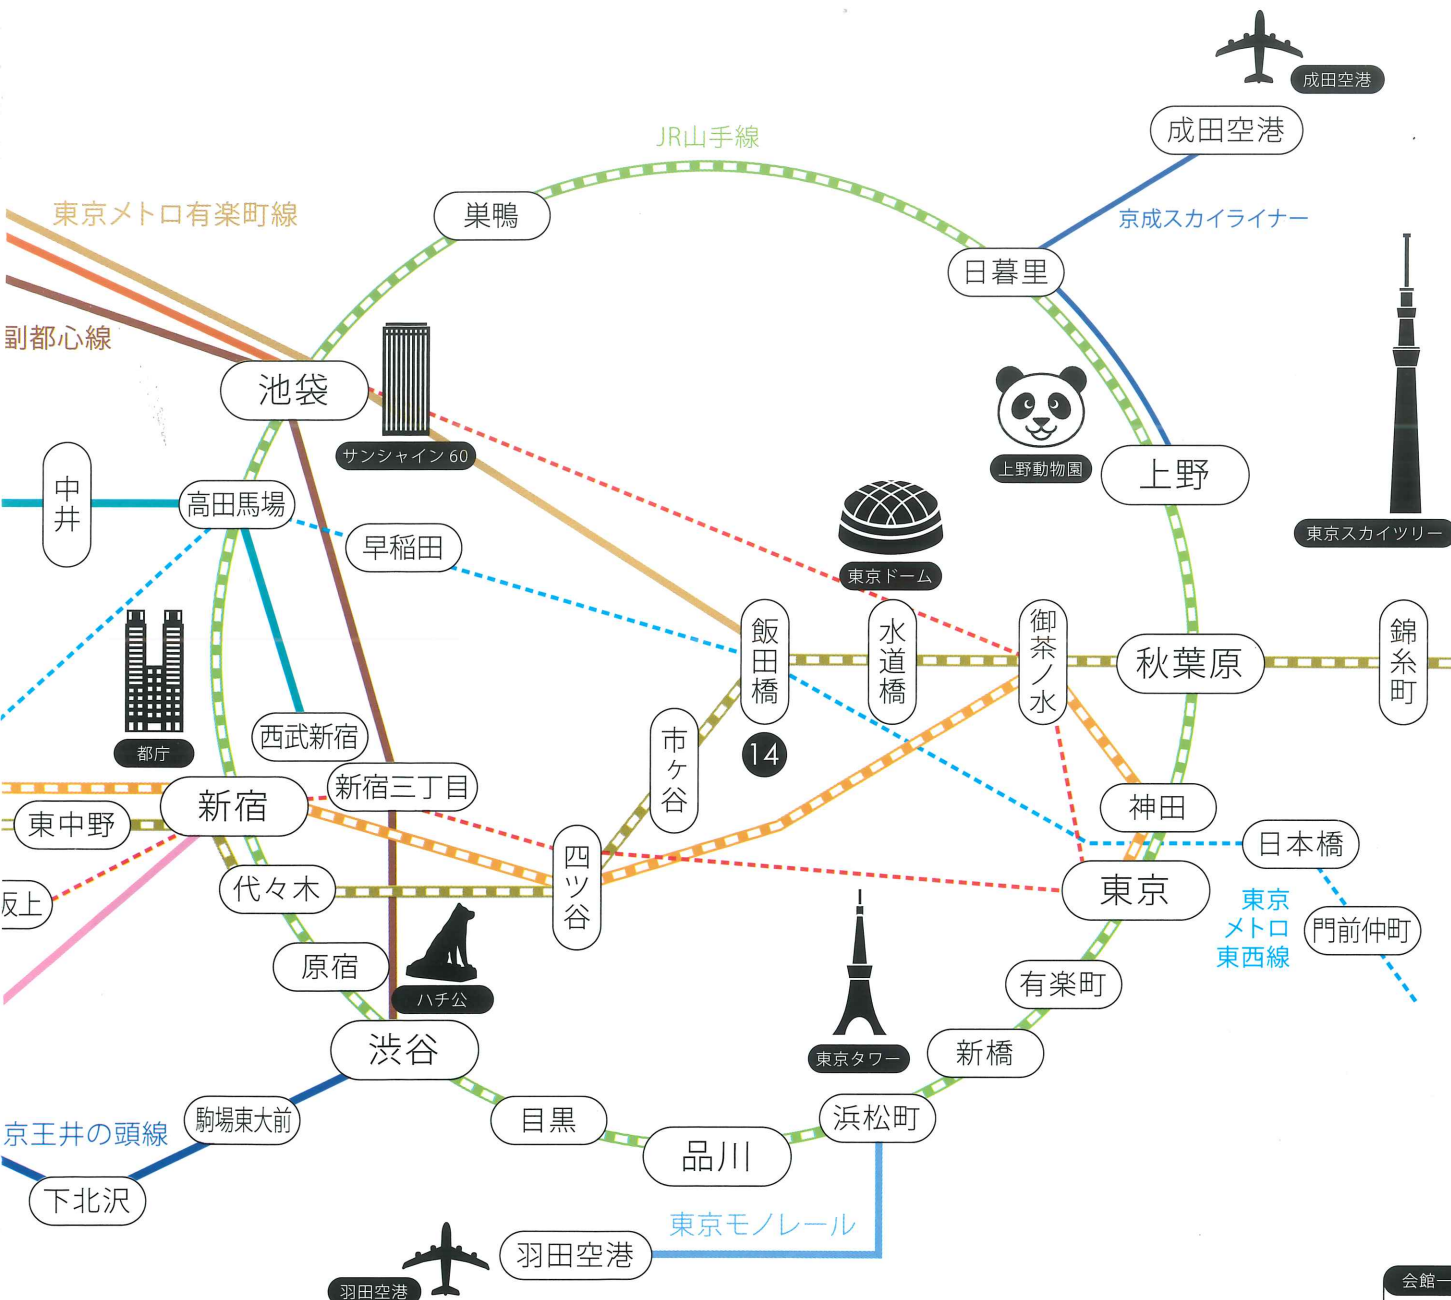 成田空港
成田空港
JR山手線
京成スカイライナー
東京メトロ有楽町線
巣鴨
日暮里
副都心線
池袋
サンシャイン60
上野動物園
上野
中井
高田馬場
早稲田
東京ドーム
東京スカイツリー
飯田橋
水道橋
御茶ノ水
秋葉原
錦糸町
14
都庁
西武新宿
市ヶ谷
新宿
新宿三丁目
神田
東中野
四ツ谷
日本橋
代々木
坂上
東京
東京
メトロ
東西線
門前仲町
原宿
ハチ公
有楽町
東京タワー
新橋
渋谷
駒場東大前
目黒
浜松町
京王井の頭線
品川
下北沢
東京モノレール
羽田空港
羽田空港
会館一